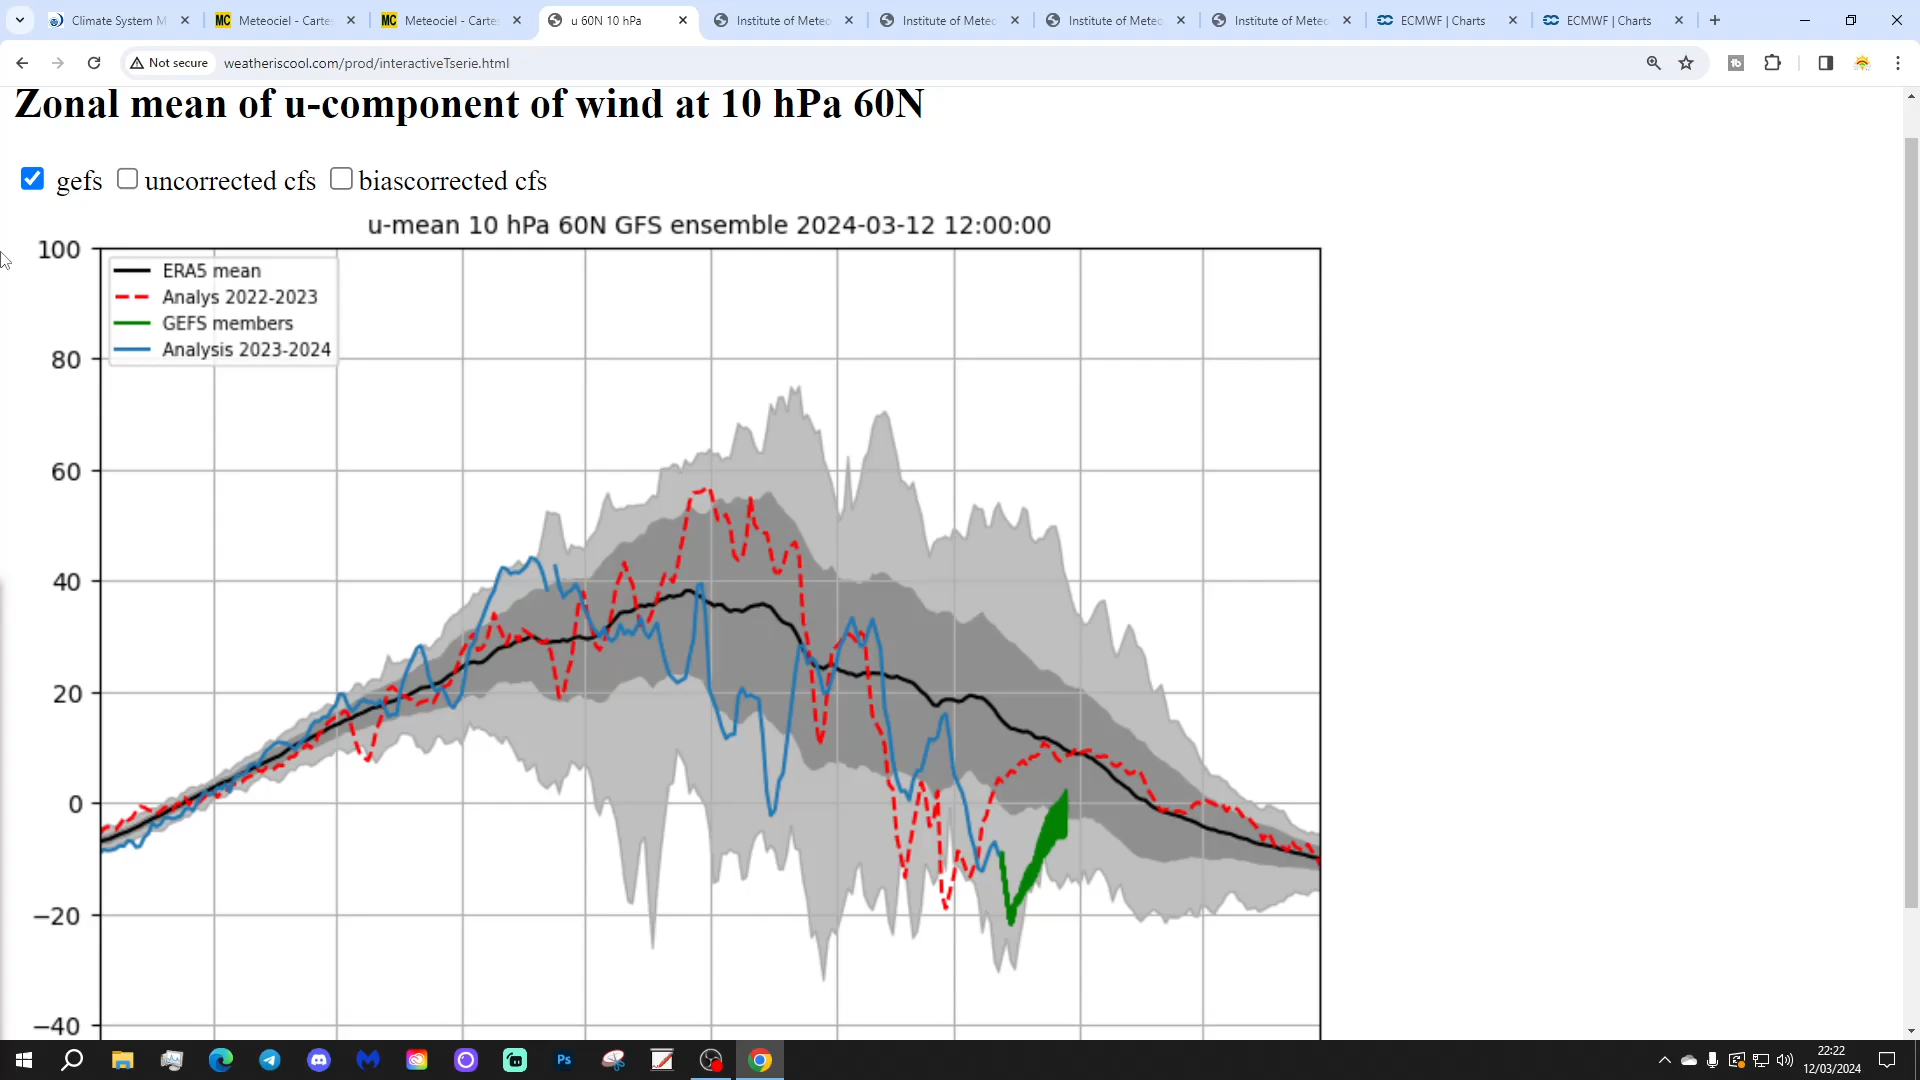 Climate System M
MC Meteociel - Carte
MC Meteociel - Carte
u 60N 10 hPa
Institute of Meteo
Institute of Meteo
Institute of Meteo
Institute of Meteo
ECMWF | Charts
ECMWF | Charts
Not secure
weatheriscool.com/prod/interactiveTserie.html
Zonal mean of u-component of wind at 10 hPa 60N
gefs
uncorrected cfs
biascorrected cfs
u-mean 10 hPa 60N GFS ensemble 2024-03-12 12:00:00
100
ERA5 mean
Analys 2022-2023
GEFS members
Analysis 2023-2024
80
60
40
20
0
−20
−40
Ps
22:22
12/03/2024